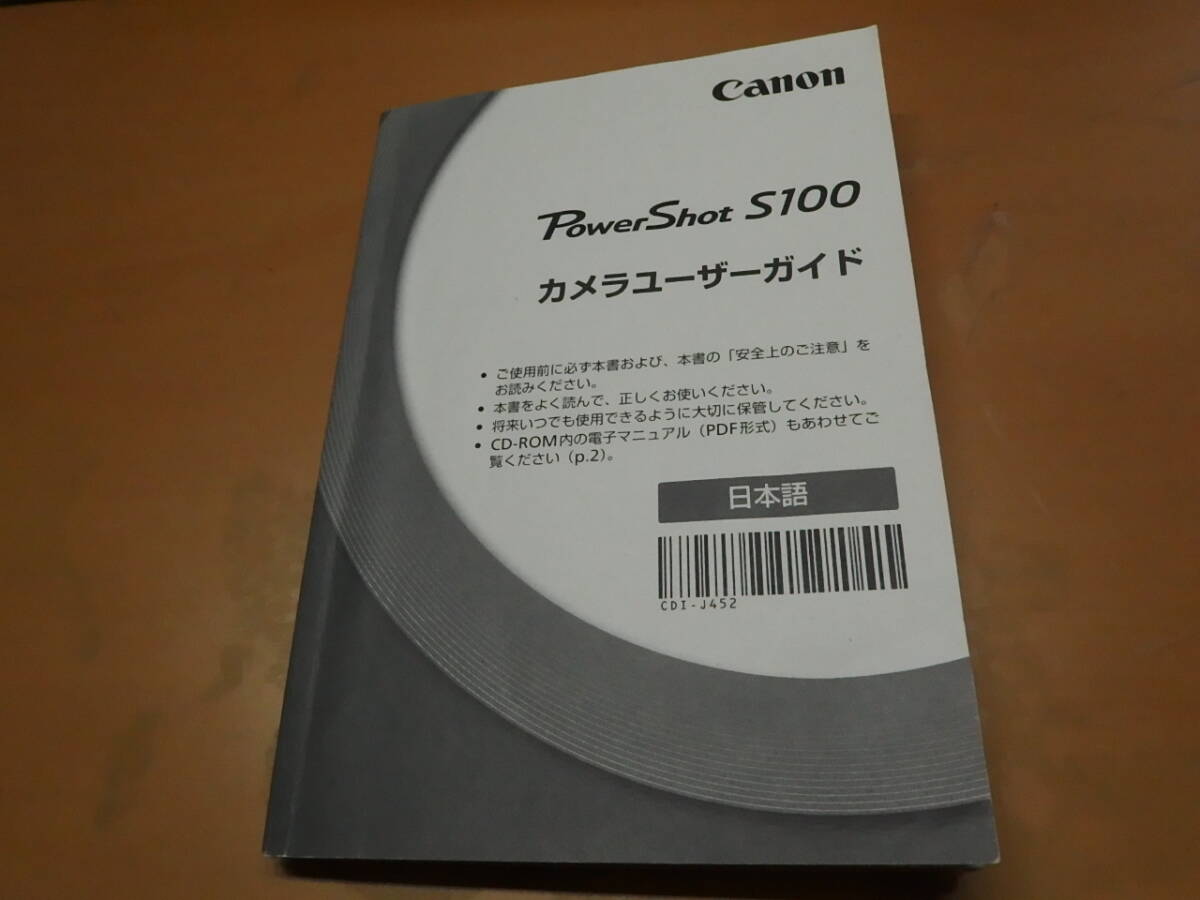 Canon
PowerShot S100
カメラユーザーガイド
• ご使用前に必ず本書および、本書の「安全上のご注意」を
お読みください。
• 本書をよく読んで、正しくお使いください。
• 将来いつでも使用できるように大切に保管してください。
• CD-ROM内の電子マニュアル（PDF形式）もあわせてご
覧ください（p.2）。
日本語
CDI-J452